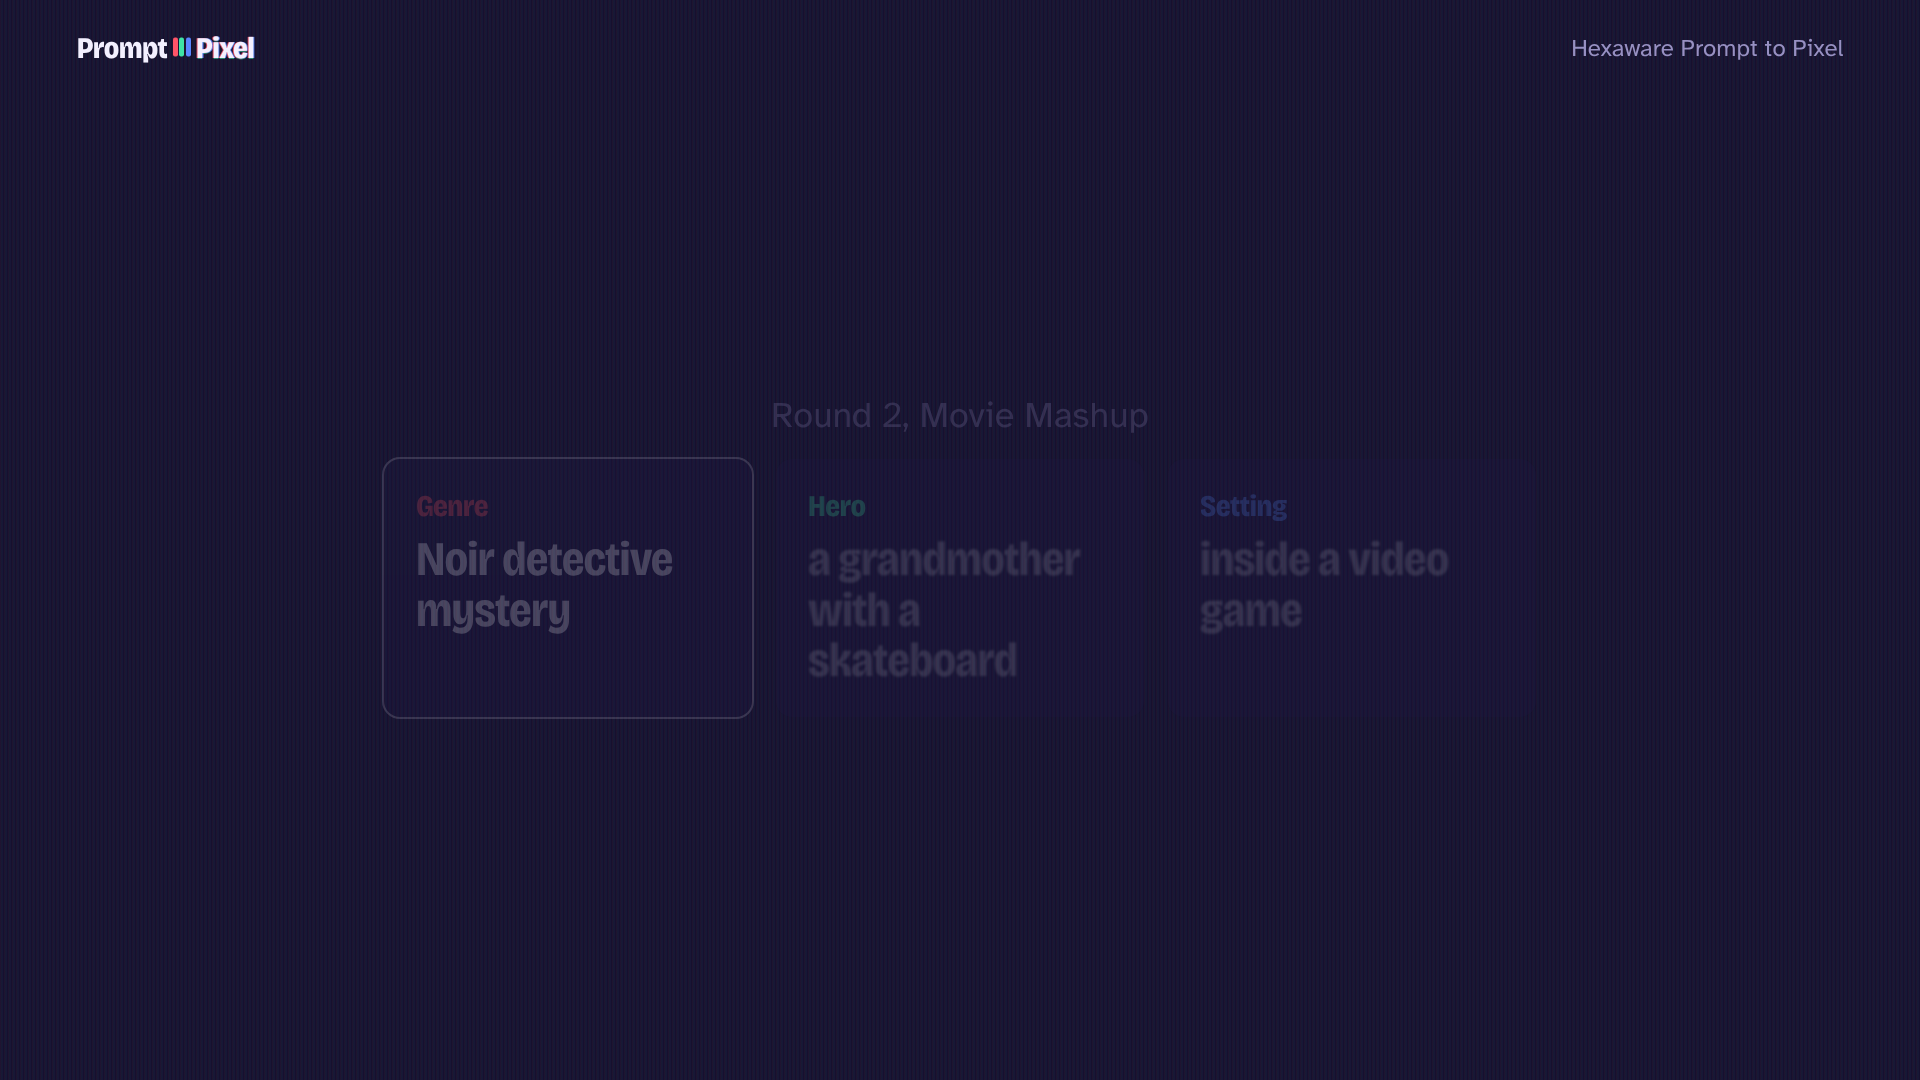 Prompt Pixel
Hexaware Prompt to Pixel
Round 2, Movie Mashup
Genre
Noir detective
mystery
Hero
a grandmother
with a
skateboard
Setting
inside a video
game